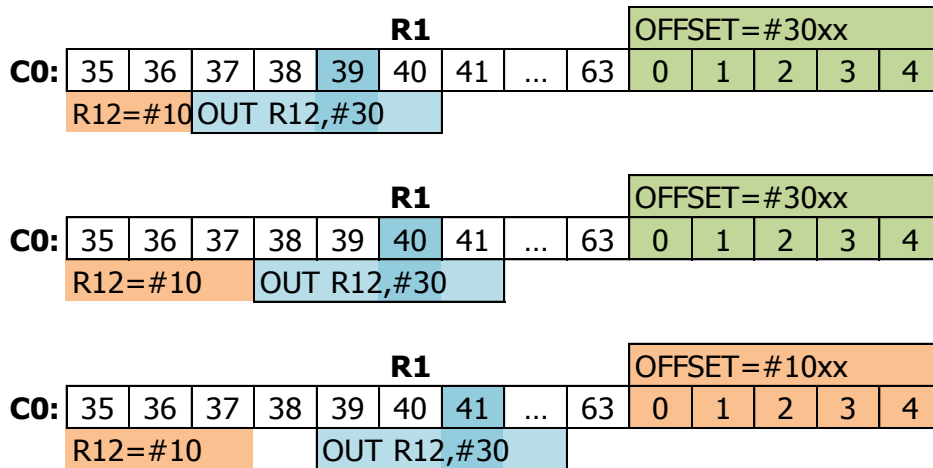 R1 OFFSET=#30xx
C0: 35 36 37 38 39 40 41 ... 63 0 1 2 3 4
R12=#10 OUT R12,#30
R1 OFFSET=#30xx
C0: 35 36 37 38 39 40 41 ... 63 0 1 2 3 4
R12=#10 OUT R12,#30
R1 OFFSET=#10xx
C0: 35 36 37 38 39 40 41 ... 63 0 1 2 3 4
R12=#10 OUT R12,#30